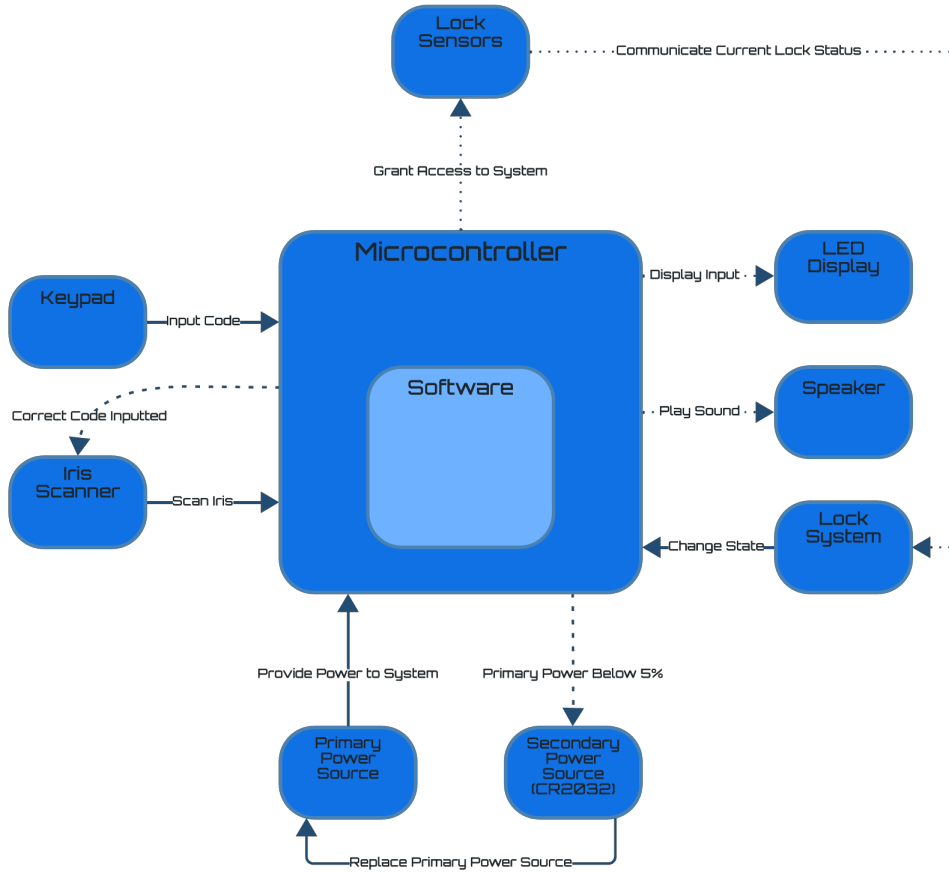 Lock
Sensors
Communicate Current Lock Status
Grant Access to System
Microcontroller
LED
Display
Display Input
Keypad
Input Code
Software
Speaker
Play Sound
Correct Code Inputted
Iris
Scanner
Scan Iris
Lock
System
Change State
Provide Power to System
Primary Power Below 5%
Primary
Power
Source
Secondary
Power
Source
(CR2032)
Replace Primary Power Source